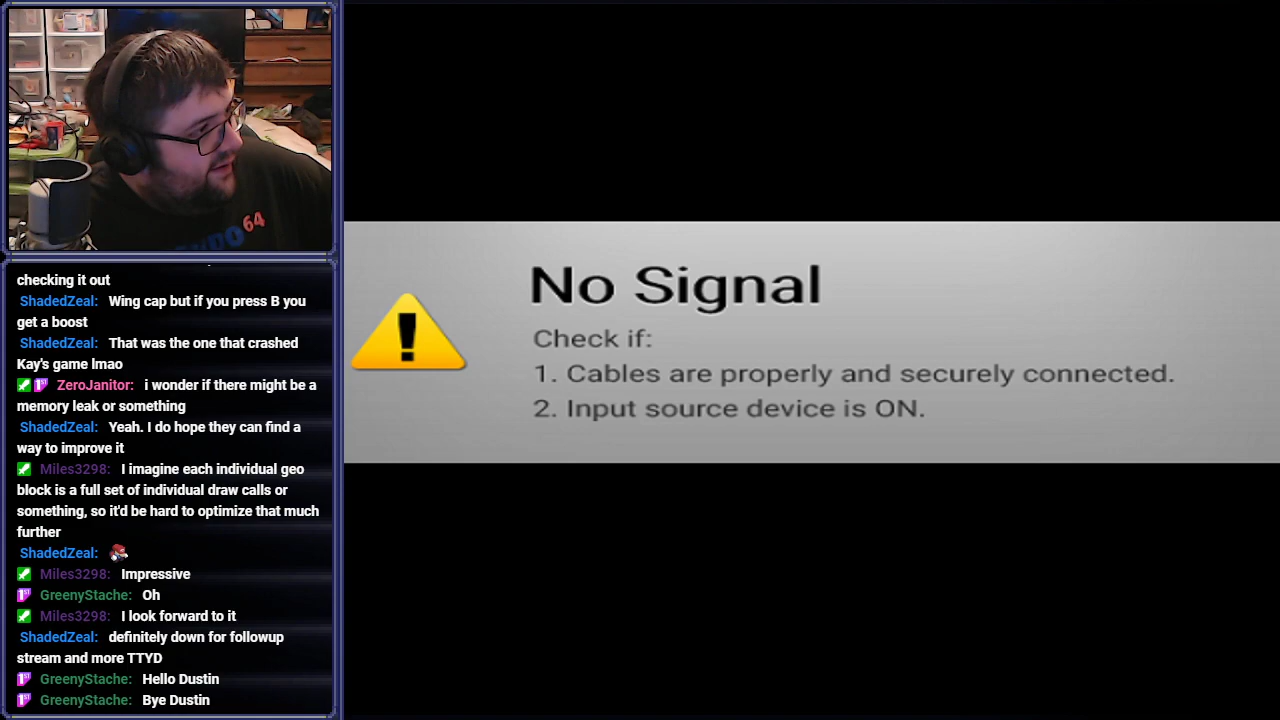 64
No Signal
Check if:
1. Cables are properly and securely connected.
2. Input source device is ON.
checking it out
ShadedZeal: Wing cap but if you press B you
get a boost
ShadedZeal: That was the one that crashed
Kay's game lmao
ZeroJanitor: i wonder if there might be a
memory leak or something
ShadedZeal: Yeah. I do hope they can find a
way to improve it
Miles3298: I imagine each individual geo
block is a full set of individual draw calls or
something, so it'd be hard to optimize that much
further
ShadedZeal:
Miles3298: Impressive
GreenyStache: Oh
Miles3298: I look forward to it
ShadedZeal: definitely down for followup
stream and more TTYD
GreenyStache: Hello Dustin
GreenyStache: Bye Dustin